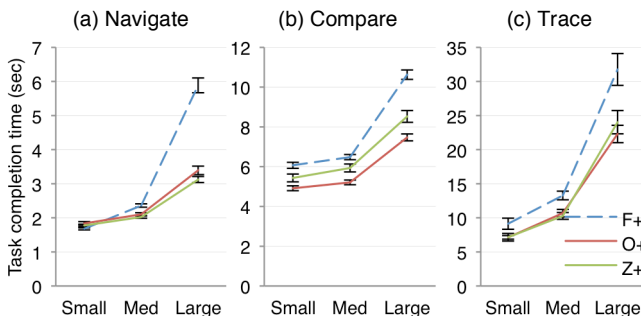 (a) Navigate
(b) Compare
(c) Trace
Task completion time (sec)
7
6
5
4
3
2
1
0
Small Med Large
12
10
8
6
4
2
0
Small Med Large
35
30
25
20
15
10
5
0
Small Med Large
F+
O+
Z+